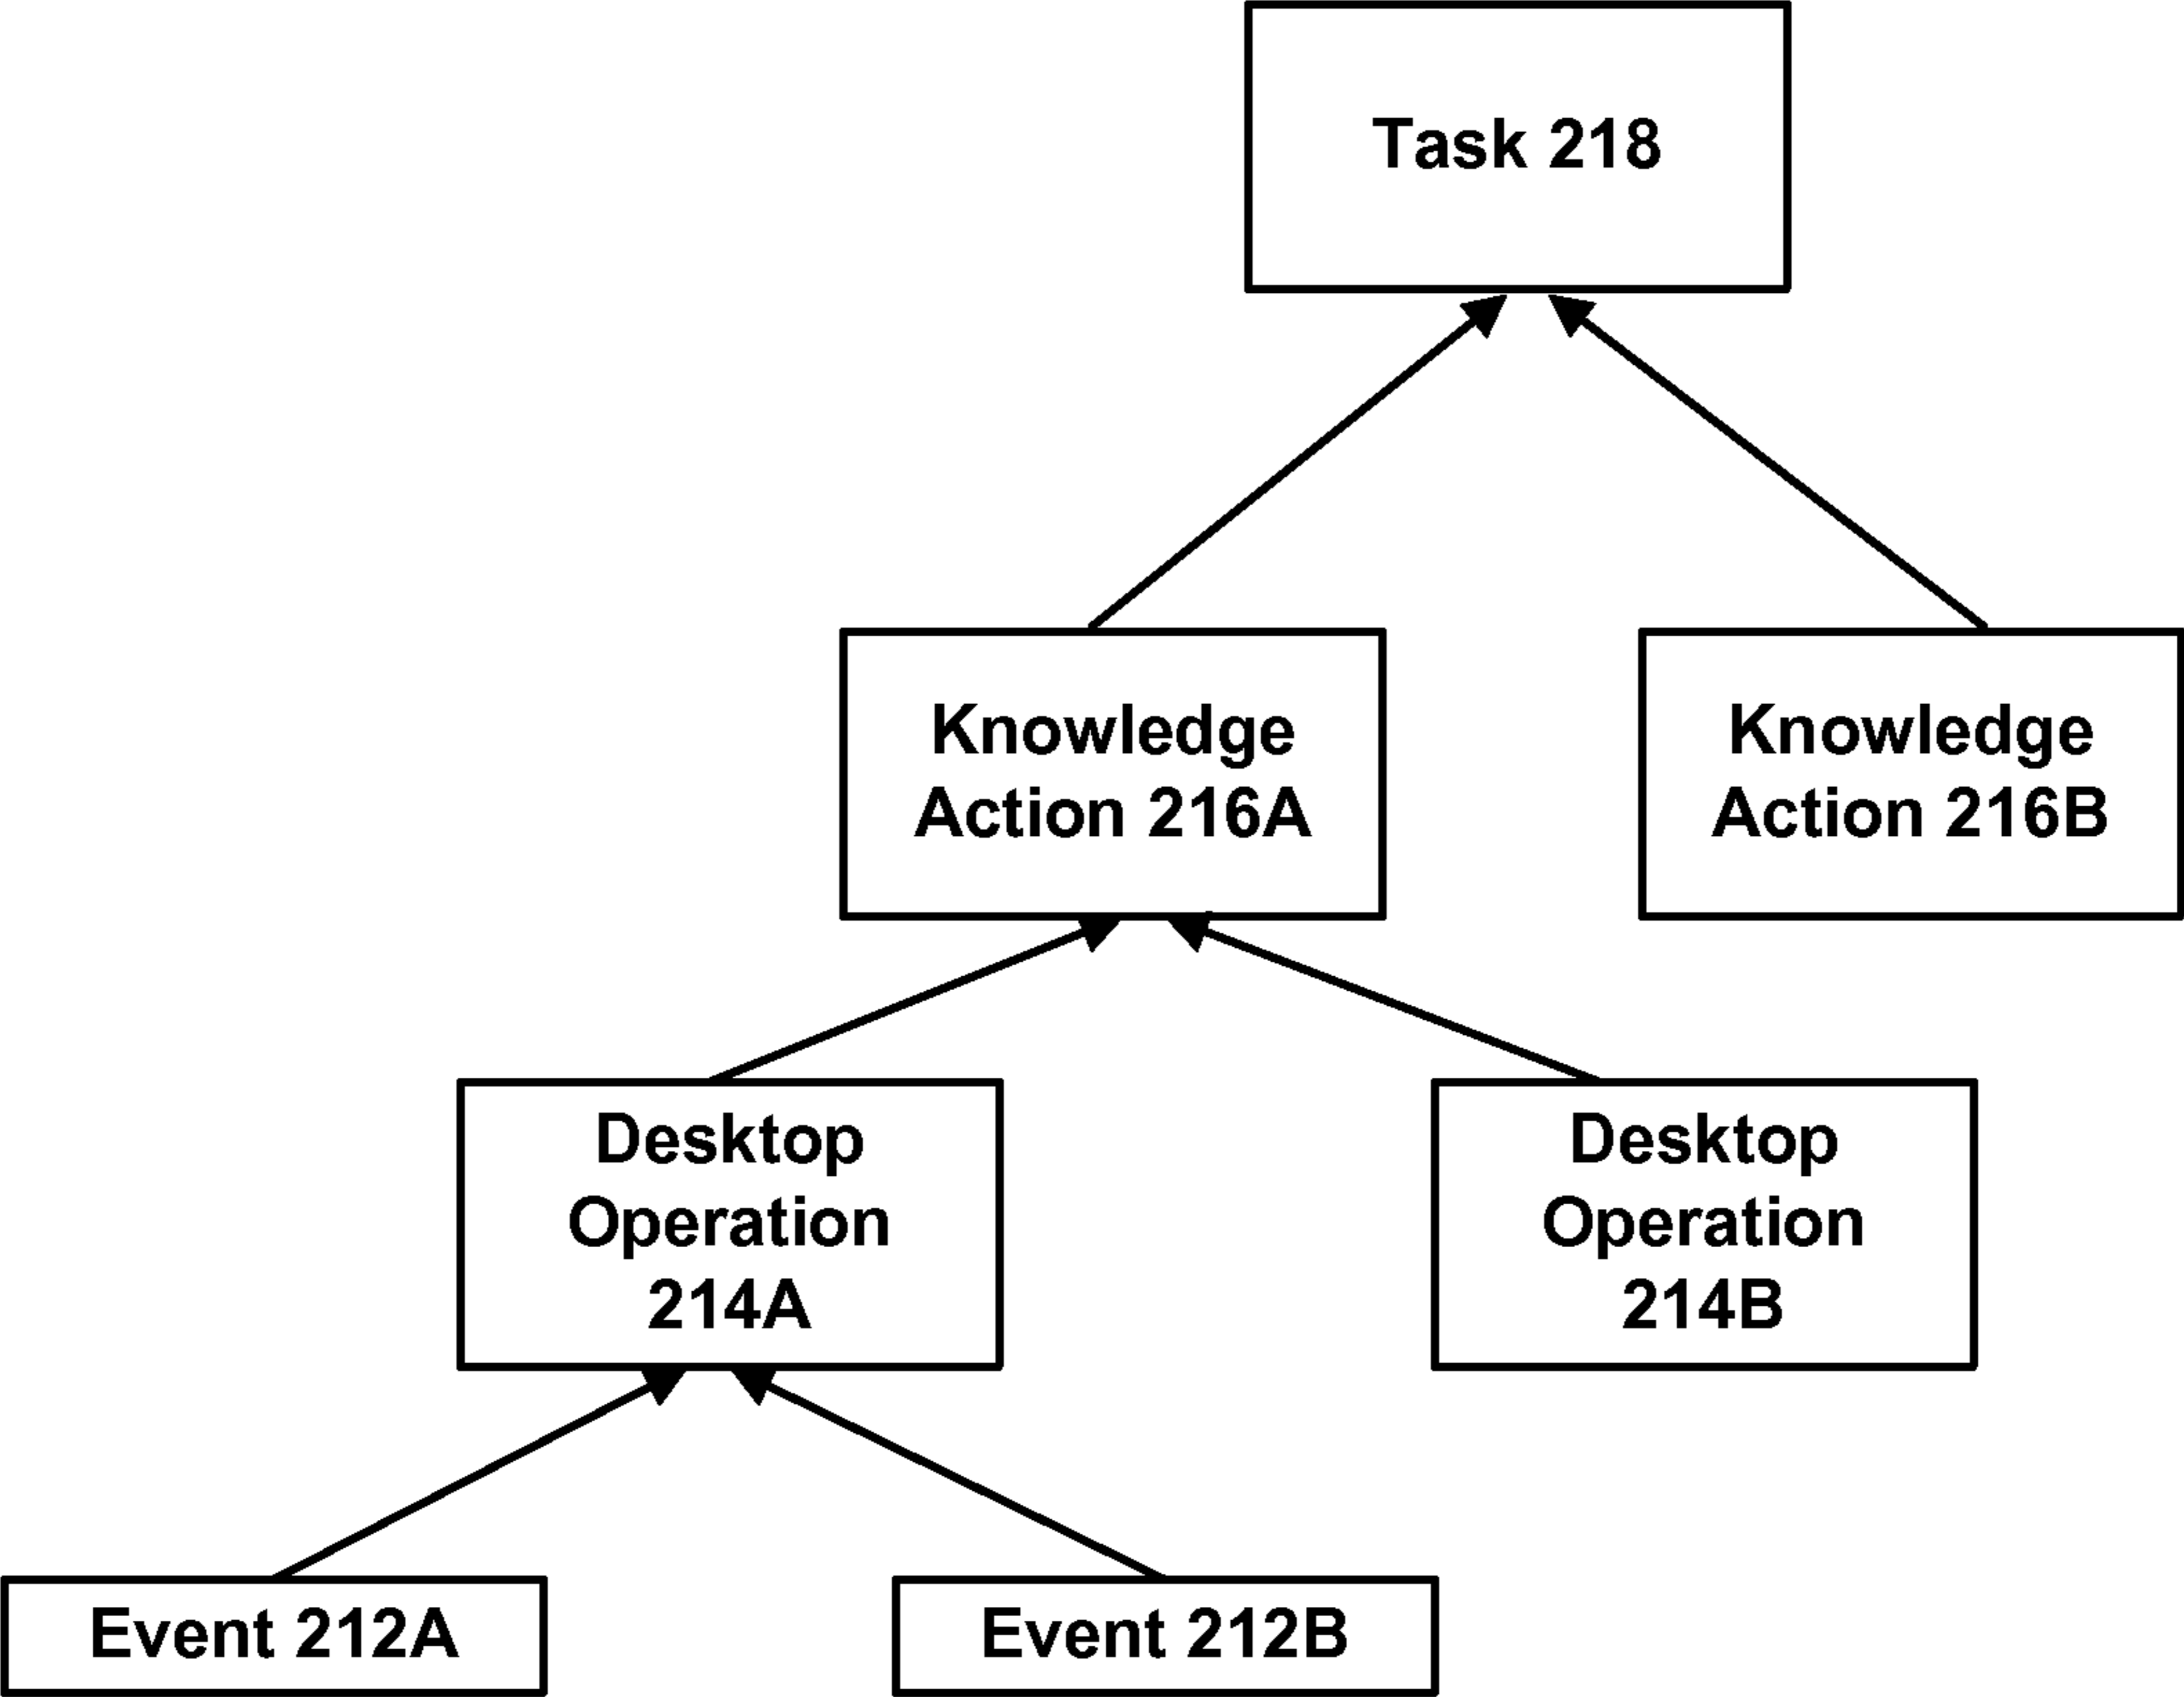 Task 218
Knowledge
Action 216A
Knowledge
Action 216B
Desktop
Operation
214A
Desktop
Operation
214B
Event 212A
Event 212B